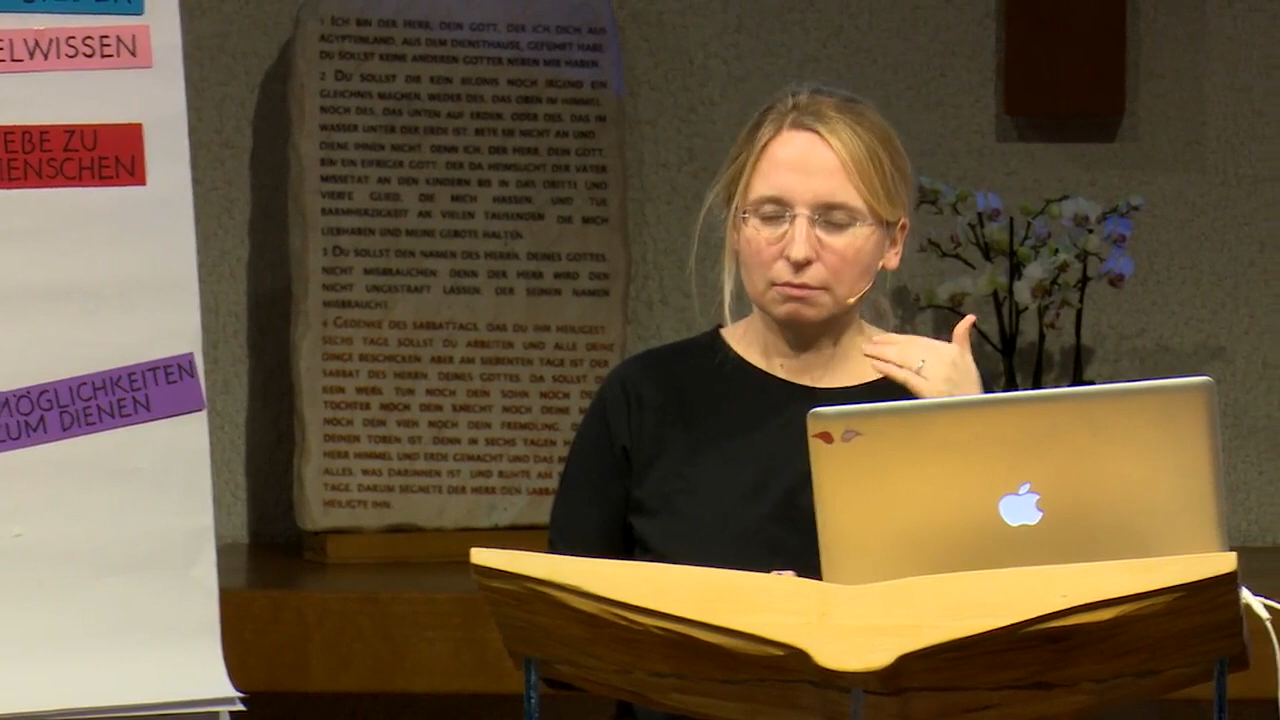 ELWISSEN
EBE ZU
MENSCHEN
MÖGLICHKEITEN
ZUM DIENEN
1 ICH BIN DER HERR, DEIN GOTT, DER ICH DICH AUS
ÄGYPTENLAND, AUS DEM DIENSTHAUSE, GEFÜHRT HABE.
DU SOLLST KEINE ANDEREN GÖTTER NEBEN MIR HABEN.
2 DU SOLLST DIR KEIN BILDNIS NOCH IRGEND EIN
GLEICHNIS MACHEN, WEDER DES, DAS OBEN IM HIMMEL,
NOCH DES, DAS UNTEN AUF ERDEN, ODER DES, DAS IM
WASSER UNTER DER ERDE IST. BETE SIE NICHT AN UND
DIENE IHNEN NICHT. DENN ICH, DER HERR, DEIN GOTT,
BIN EIN EIFRIGER GOTT, DER DA HEIMSUCHT DER VÄTER
MISSETAT AN DEN KINDERN BIS IN DAS DRITTE UND
VIERTE GLIED, DIE MICH HASSEN, UND TUE
BARMHERZIGKEIT AN VIELEN TAUSENDEN, DIE MICH
LIEBHABEN UND MEINE GEBOTE HALTEN.
3 DU SOLLST DEN NAMEN DES HERRN, DEINES GOTTES,
NICHT MISBRAUCHEN; DENN DER HERR WIRD DEN
NICHT UNGESTRAFT LASSEN, DER SEINEN NAMEN
MISBRAUCHT.
4 GEDENKE DES SABBATTAGS, DAS DU IHN HEILIGEST.
SECHS TAGE SOLLST DU ARBEITEN UND ALLE DEINE
DINGE BESCHICKEN. ABER AM SIEBENTEN TAGE IST DER
SABBAT DES HERRN, DEINES GOTTES. DA SOLLST DU
KEIN WERK TUN NOCH DEIN SOHN NOCH DEINE
TOCHTER NOCH DEIN KNECHT NOCH DEINE M
NOCH DEIN VIEH NOCH DEIN FREMDLING, D
DEINEN TOREN IST. DENN IN SECHS TAGEN H
HERR HIMMEL UND ERDE GEMACHT UND DAS M
ALLES, WAS DARINNEN IST, UND RUHTE AM S
TAGE. DARUM SEGNETE DER HERR DEN SABBA
HEILIGTE IHN.